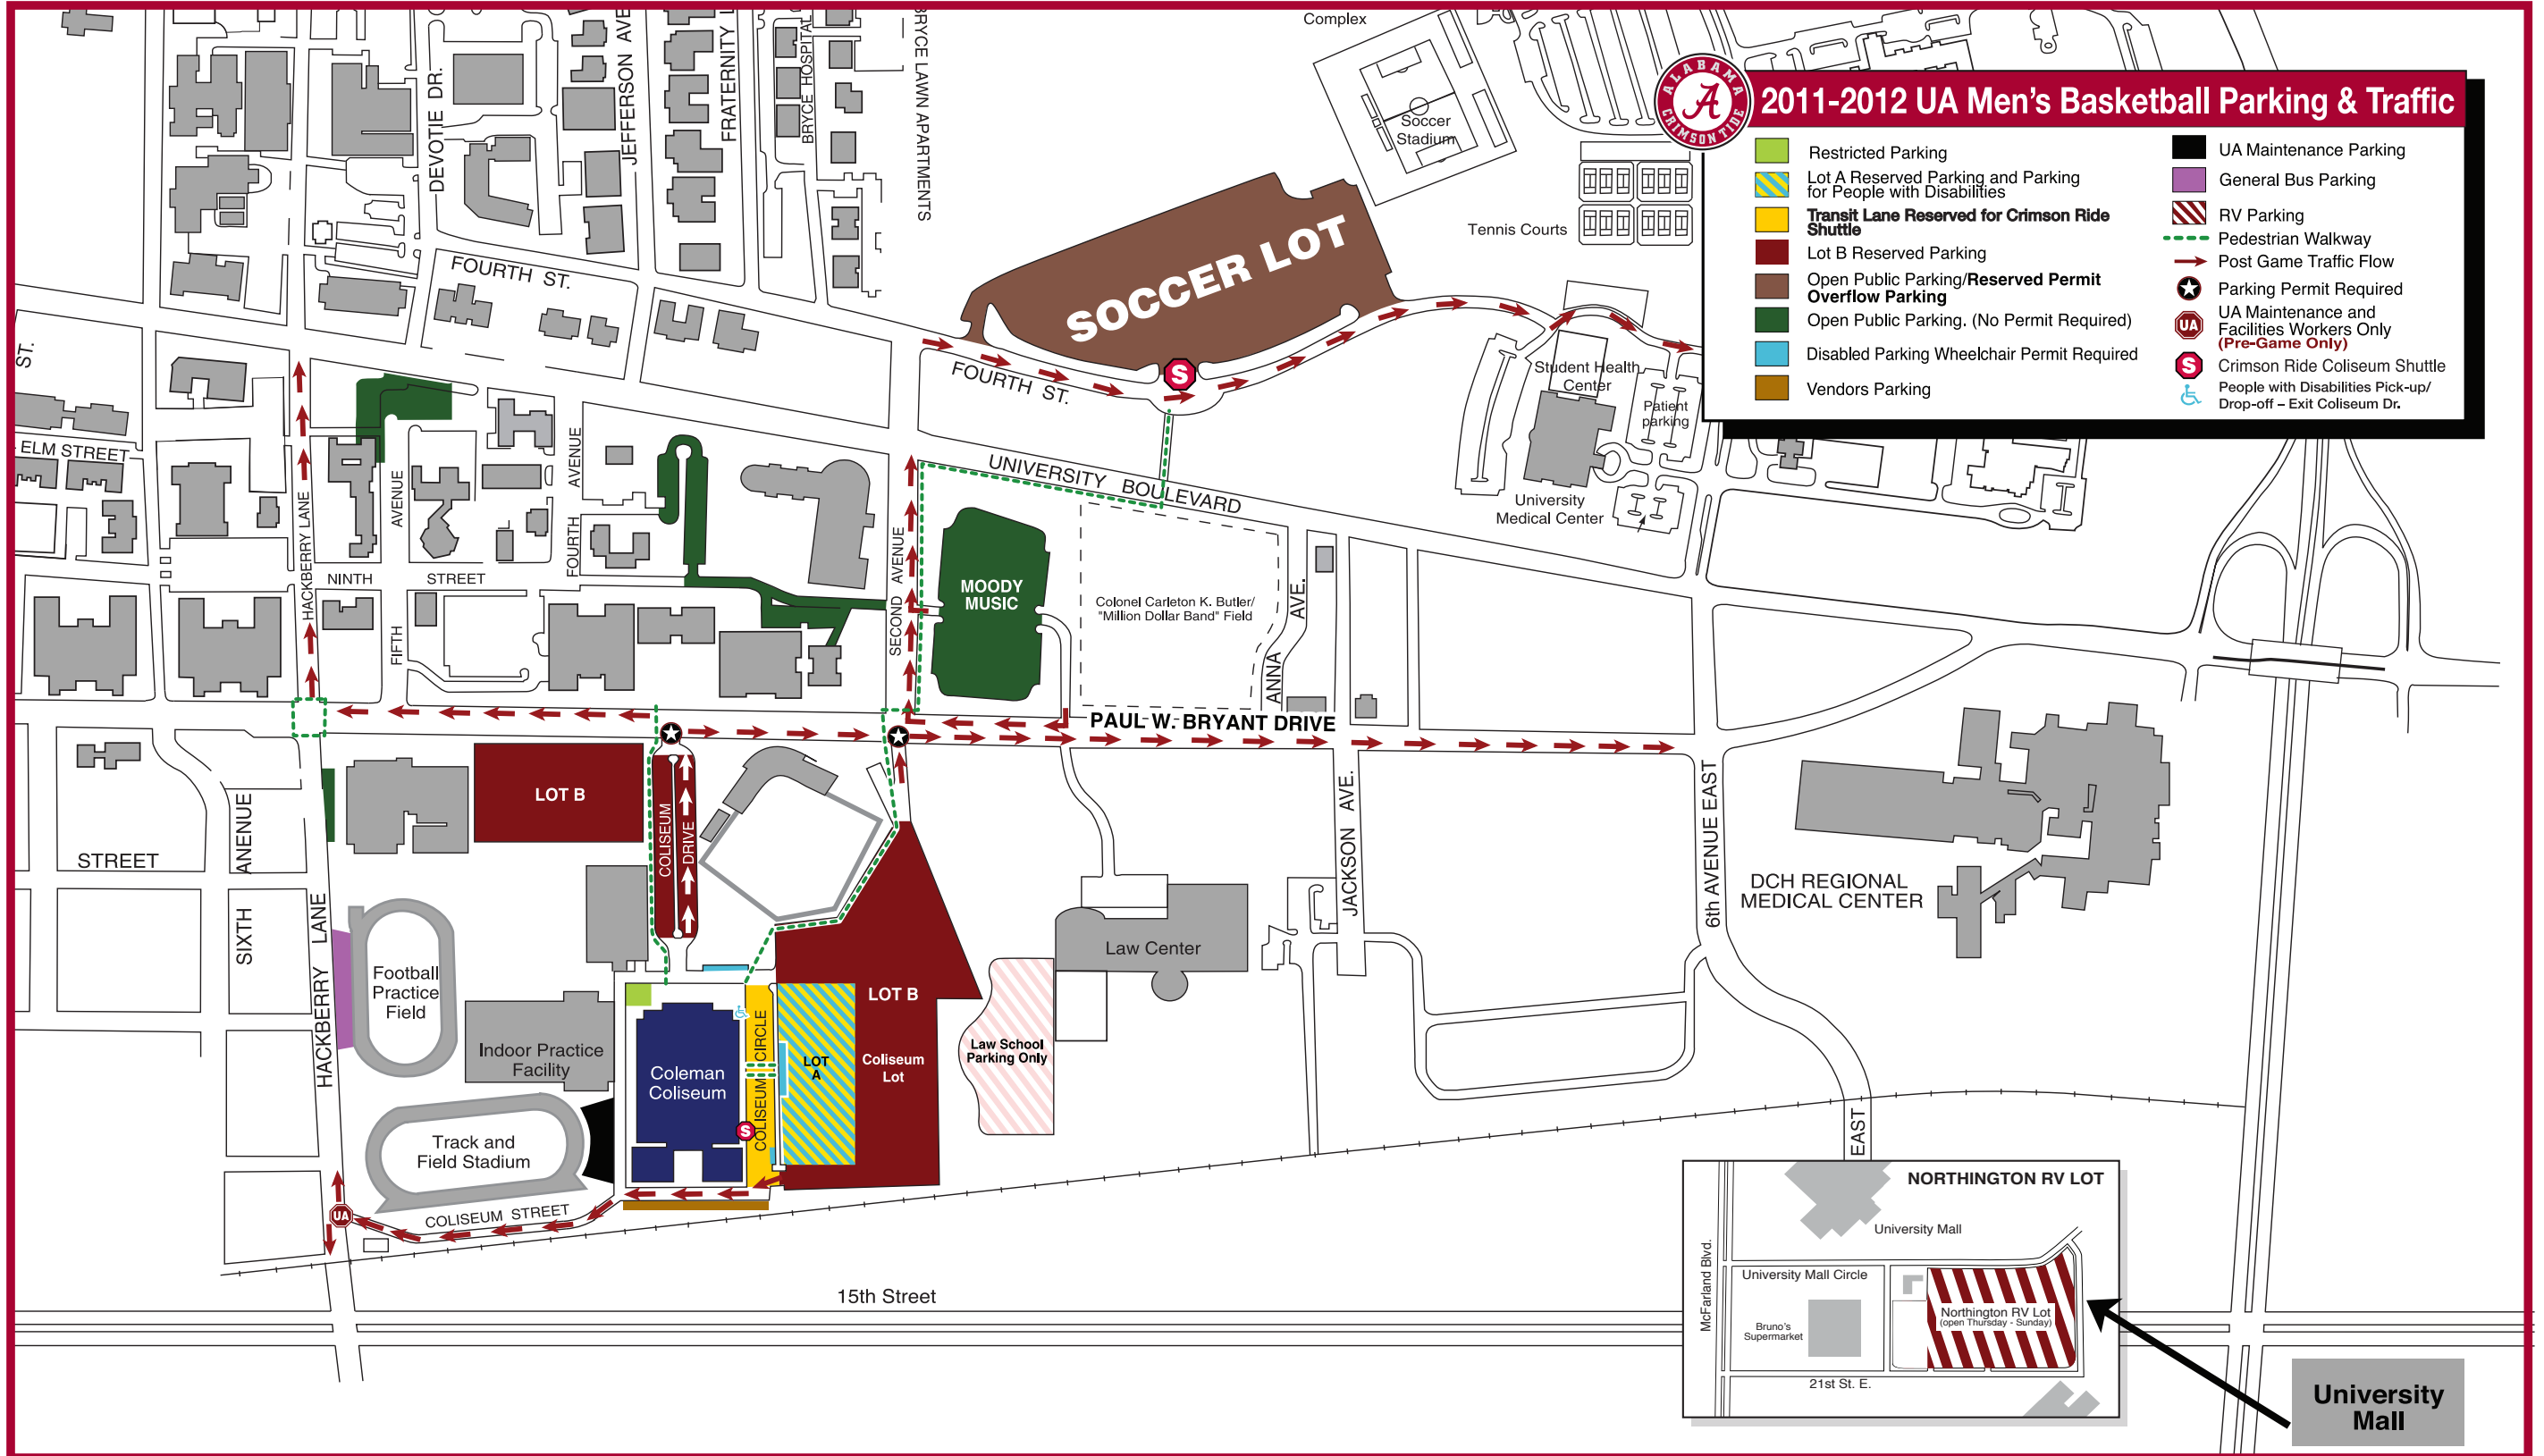 Complex
DEVOTIE DR.
JEFFERSON AVE
FRATERNITY
BRYCE HOSPITAL
BRYCE LAWN APARTMENTS
Soccer
Stadium
Tennis Courts
ALABAMA
A
CRIMSON TIDE
2011-2012 UA Men's Basketball Parking & Traffic
Restricted Parking
Lot A Reserved Parking and Parking
for People with Disabilities
Transit Lane Reserved for Crimson Ride
Shuttle
Lot B Reserved Parking
Open Public Parking/Reserved Permit
Overflow Parking
Open Public Parking. (No Permit Required)
Disabled Parking Wheelchair Permit Required
Vendors Parking
UA Maintenance Parking
General Bus Parking
RV Parking
Pedestrian Walkway
Post Game Traffic Flow
Parking Permit Required
UA
UA Maintenance and
Facilities Workers Only
(Pre-Game Only)
S
Crimson Ride Coliseum Shuttle
People with Disabilities Pick-up/
Drop-off – Exit Coliseum Dr.
FOURTH ST.
SOCCER LOT
S
FOURTH ST.
Student Health
Center
Patient
parking
ST.
ELM STREET
HACKBERRY LANE
AVENUE
FIFTH
AVENUE
FOURTH
NINTH STREET
SECOND AVENUE
UNIVERSITY BOULEVARD
University
Medical Center
MOODY
MUSIC
Colonel Carleton K. Butler/
"Million Dollar Band" Field
ANNA AVE.
PAUL W. BRYANT DRIVE
LOT B
COLISEUM
DRIVE
STREET
SIXTH ANENUE
HACKBERRY LANE
JACKSON AVE.
6th AVENUE EAST
DCH REGIONAL
MEDICAL CENTER
Law Center
Football
Practice
Field
Indoor Practice
Facility
Coleman
Coliseum
COLISEUM CIRCLE
LOT
A
LOT B
Coliseum
Lot
Law School
Parking Only
S
Track and
Field Stadium
UA
COLISEUM STREET
EAST
15th Street
NORTHINGTON RV LOT
University Mall
McFarland Blvd.
University Mall Circle
Bruno's
Supermarket
Northington RV Lot
(open Thursday - Sunday)
21st St. E.
University
Mall